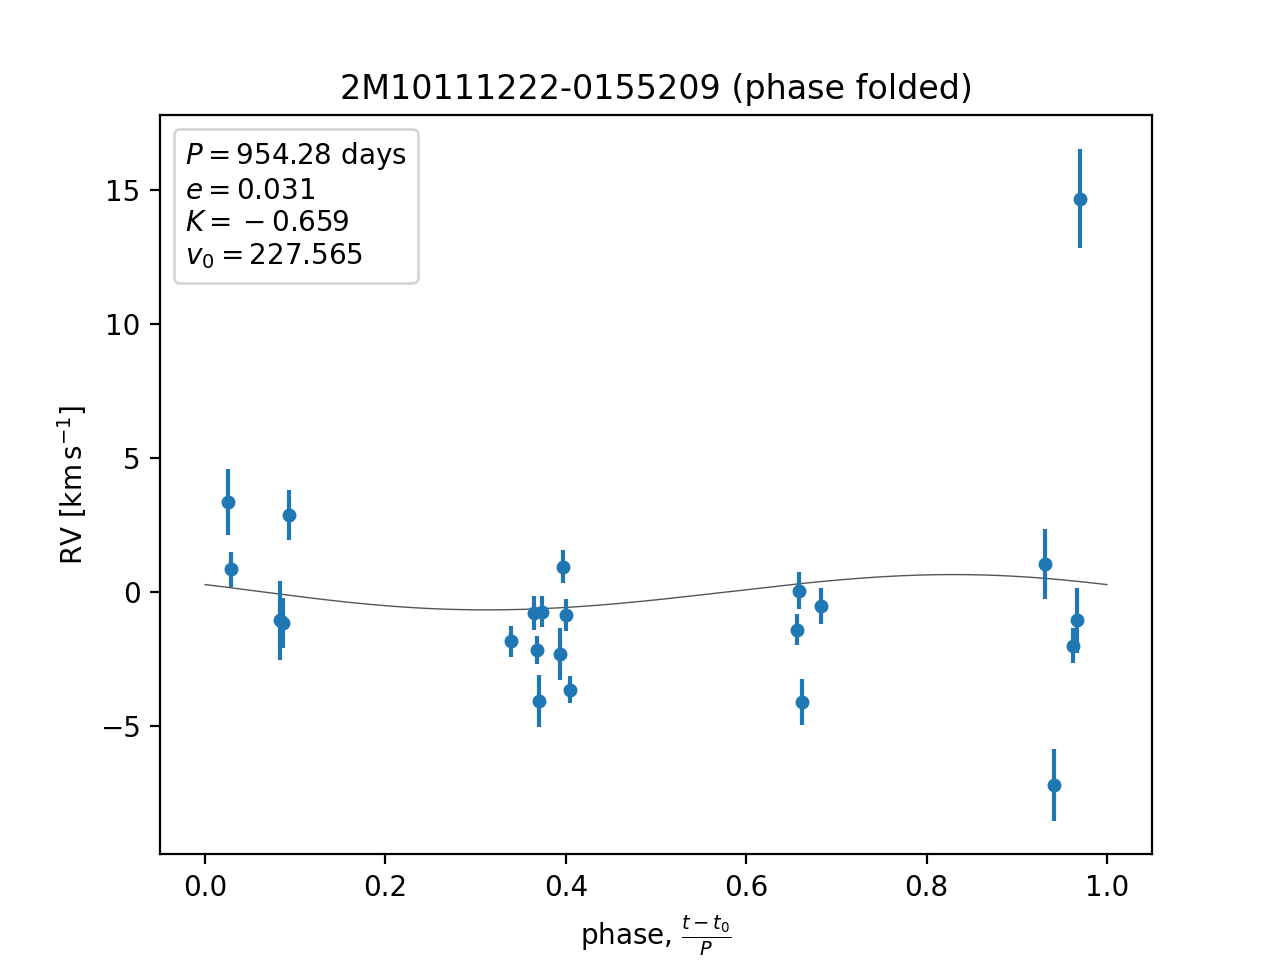 2M10111222-0155209 (phase folded)
P = 954.28 days
e = 0.031
K = −0.659
v₀ = 227.565
15
10
5
0
−5
RV [km s⁻¹]
0.0 0.2 0.4 0.6 0.8 1.0
phase, (t − t₀)/P